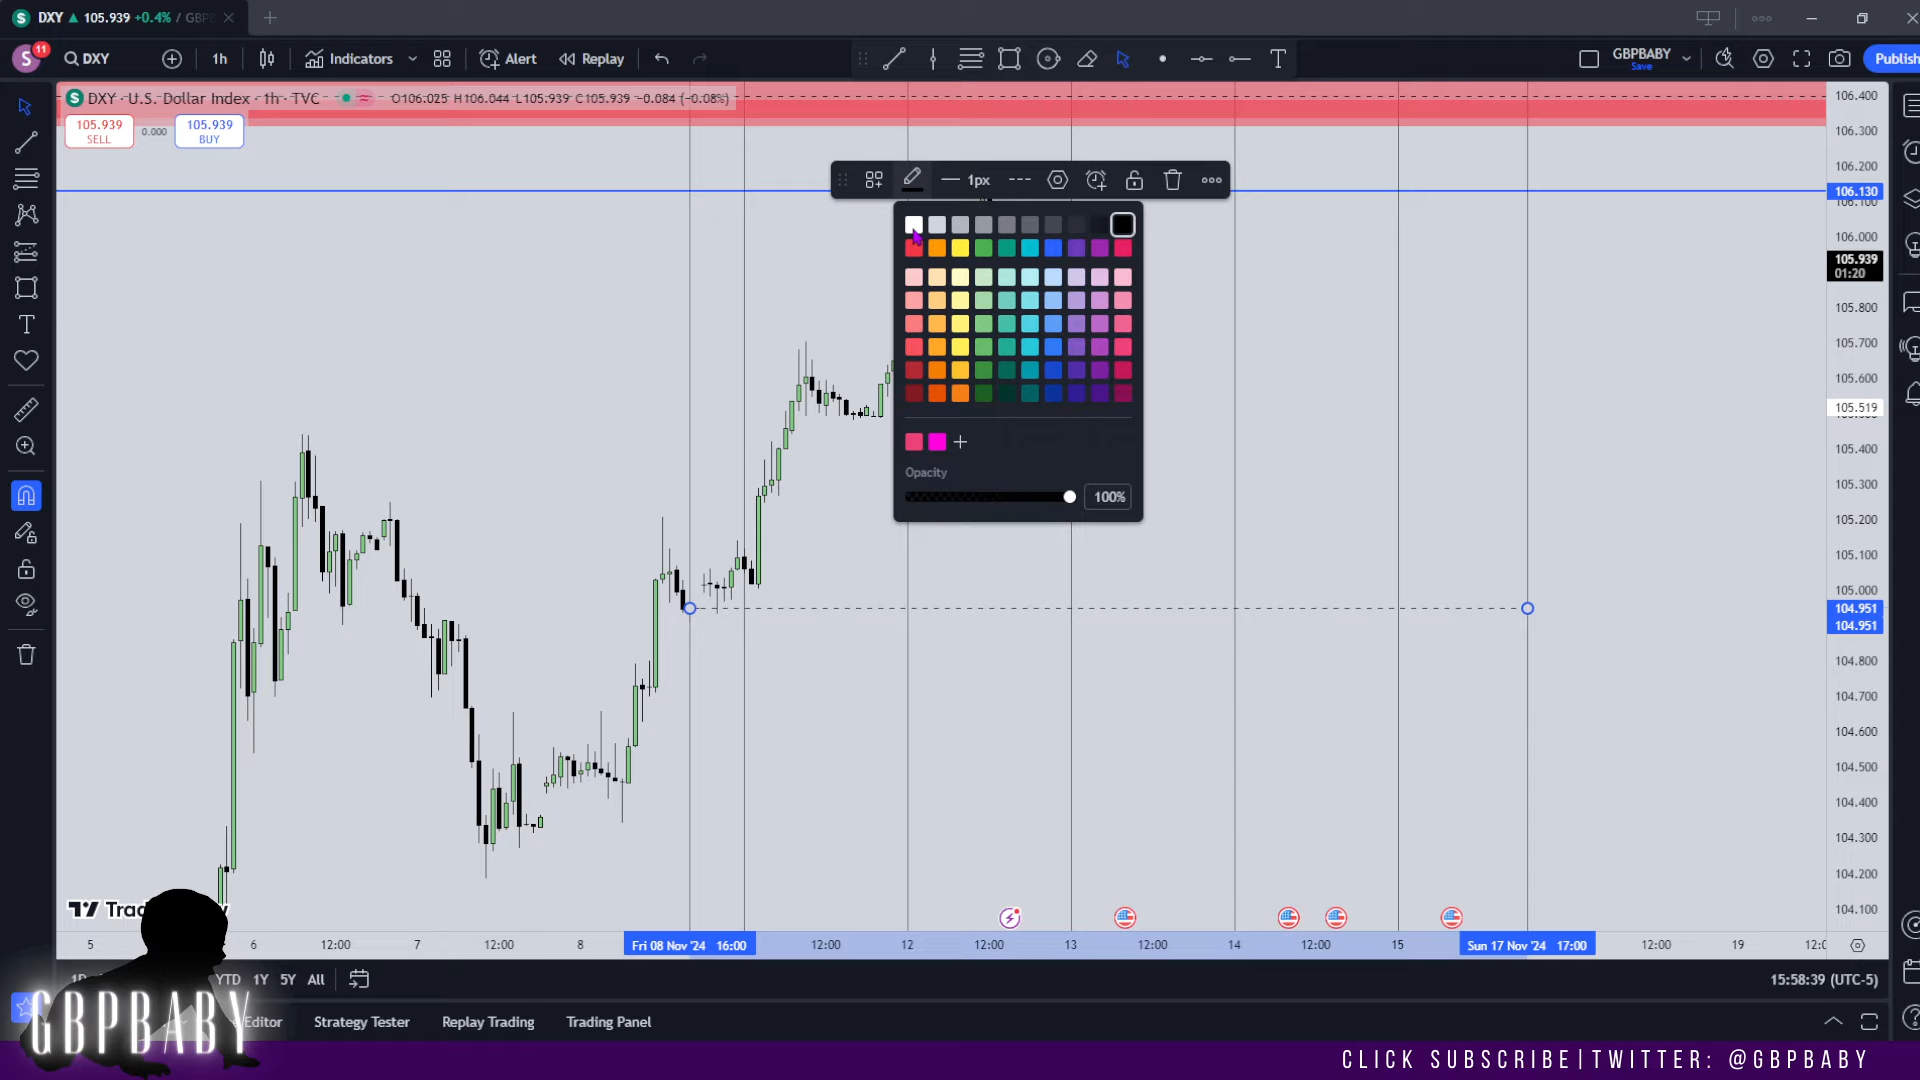 DXY ▲ 105.939 +0.4% / GBP
S 11 DXY 1h Indicators Alert Replay GBPBABY Save Publish
DXY · U.S. Dollar Index · 1h · TVC O106.025 H106.044 L105.939 C105.939 −0.084 (−0.08%)
105.939 SELL 0.000 105.939 BUY
1px
Opacity
100%
106.400
106.300
106.200
106.130
106.100
106.000
105.939
01:20
105.800
105.700
105.600
105.519
105.400
105.300
105.200
105.100
105.000
104.951
104.951
104.800
104.700
104.600
104.500
104.400
104.300
104.200
104.100
5 6 12:00 7 12:00 8 Fri 08 Nov '24 16:00 12:00 12 12:00 13 12:00 14 12:00 15 Sun 17 Nov '24 17:00 12:00 19
YTD 1Y 5Y All 15:58:39 (UTC-5)
Editor Strategy Tester Replay Trading Trading Panel
GBPBABY
CLICK SUBSCRIBE|TWITTER: @GBPBABY